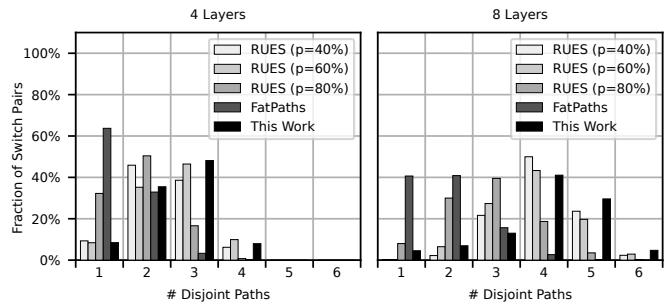 4 Layers
8 Layers
Fraction of Switch Pairs
100%
80%
60%
40%
20%
0%
RUES (p=40%)
RUES (p=60%)
RUES (p=80%)
FatPaths
This Work
RUES (p=40%)
RUES (p=60%)
RUES (p=80%)
FatPaths
This Work
1 2 3 4 5 6
1 2 3 4 5 6
# Disjoint Paths
# Disjoint Paths